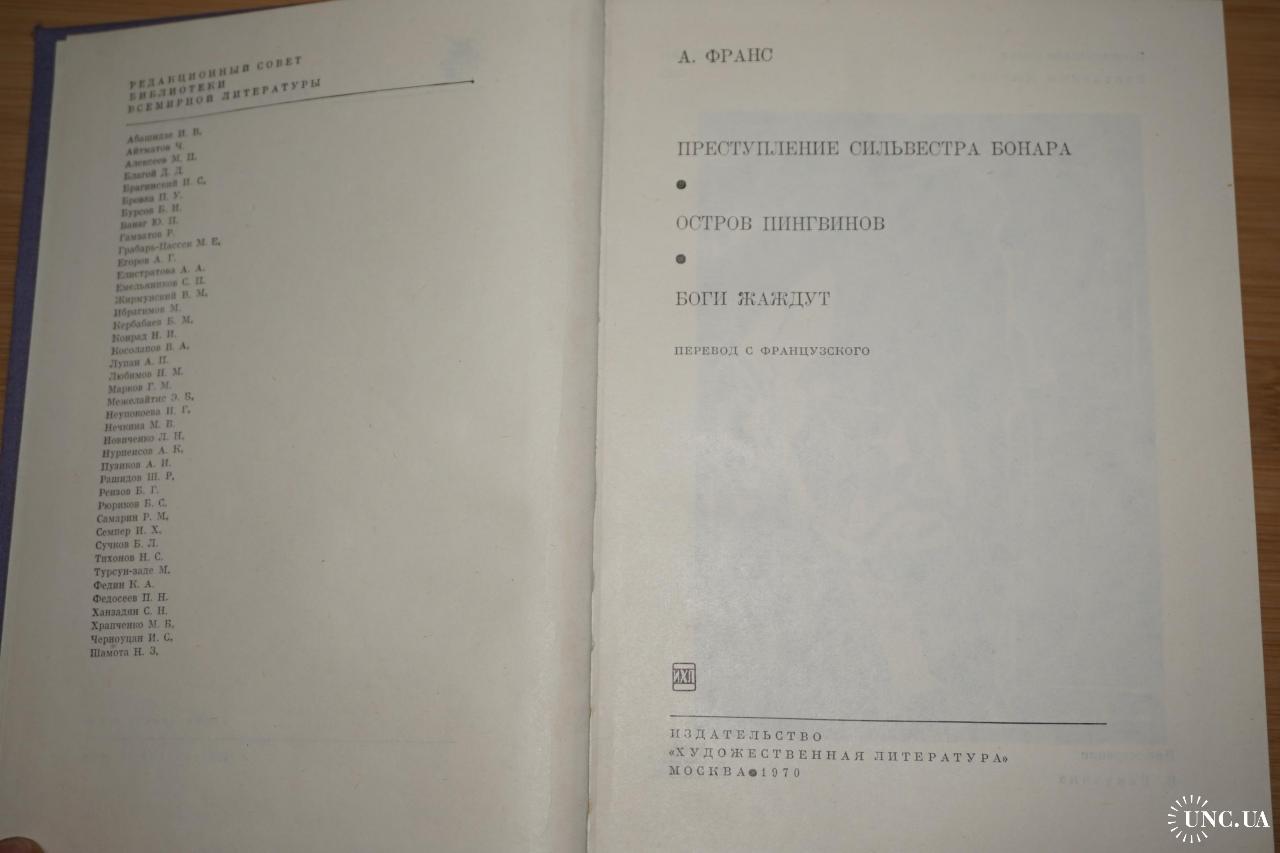 РЕДАКЦИОННЫЙ СОВЕТ
БИБЛИОТЕКИ
ВСЕМИРНОЙ ЛИТЕРАТУРЫ
Абашидзе И. В.
Айтматов Ч.
Алексеев М. П.
Благой Д. Д.
Брагинский И. С.
Бровка П. У.
Бурсов Б. И.
Ванаг Ю. П.
Гамзатов Р.
Грабарь-Пассек М. Е.
Егоров А. Г.
Елистратова А. А.
Емельяников С. П.
Жирмунский В. М.
Ибрагимов М.
Кербабаев Б. М.
Конрад Н. И.
Косолапов В. А.
Лупан А. П.
Любимов Н. М.
Марков Г. М.
Межелайтис Э. Б.
Неупокоева И. Г.
Нечкина М. В.
Новиченко Л. Н.
Нурпеисов А. К.
Пузиков А. И.
Рашидов Ш. Р.
Реизов Б. Г.
Рюриков Б. С.
Самарин Р. М.
Семпер И. Х.
Сучков Б. Л.
Тихонов Н. С.
Турсун-заде М.
Федин К. А.
Федосеев П. Н.
Ханзадян С. Н.
Храпченко М. Б.
Черноуцан И. С.
Шамота Н. З.
А. ФРАНС
ПРЕСТУПЛЕНИЕ СИЛЬВЕСТРА БОНАРА
●
ОСТРОВ ПИНГВИНОВ
●
БОГИ ЖАЖДУТ
ПЕРЕВОД С ФРАНЦУЗСКОГО
ИХЛ
ИЗДАТЕЛЬСТВО
«ХУДОЖЕСТВЕННАЯ ЛИТЕРАТУРА»
МОСКВА●1970
UNC.UA